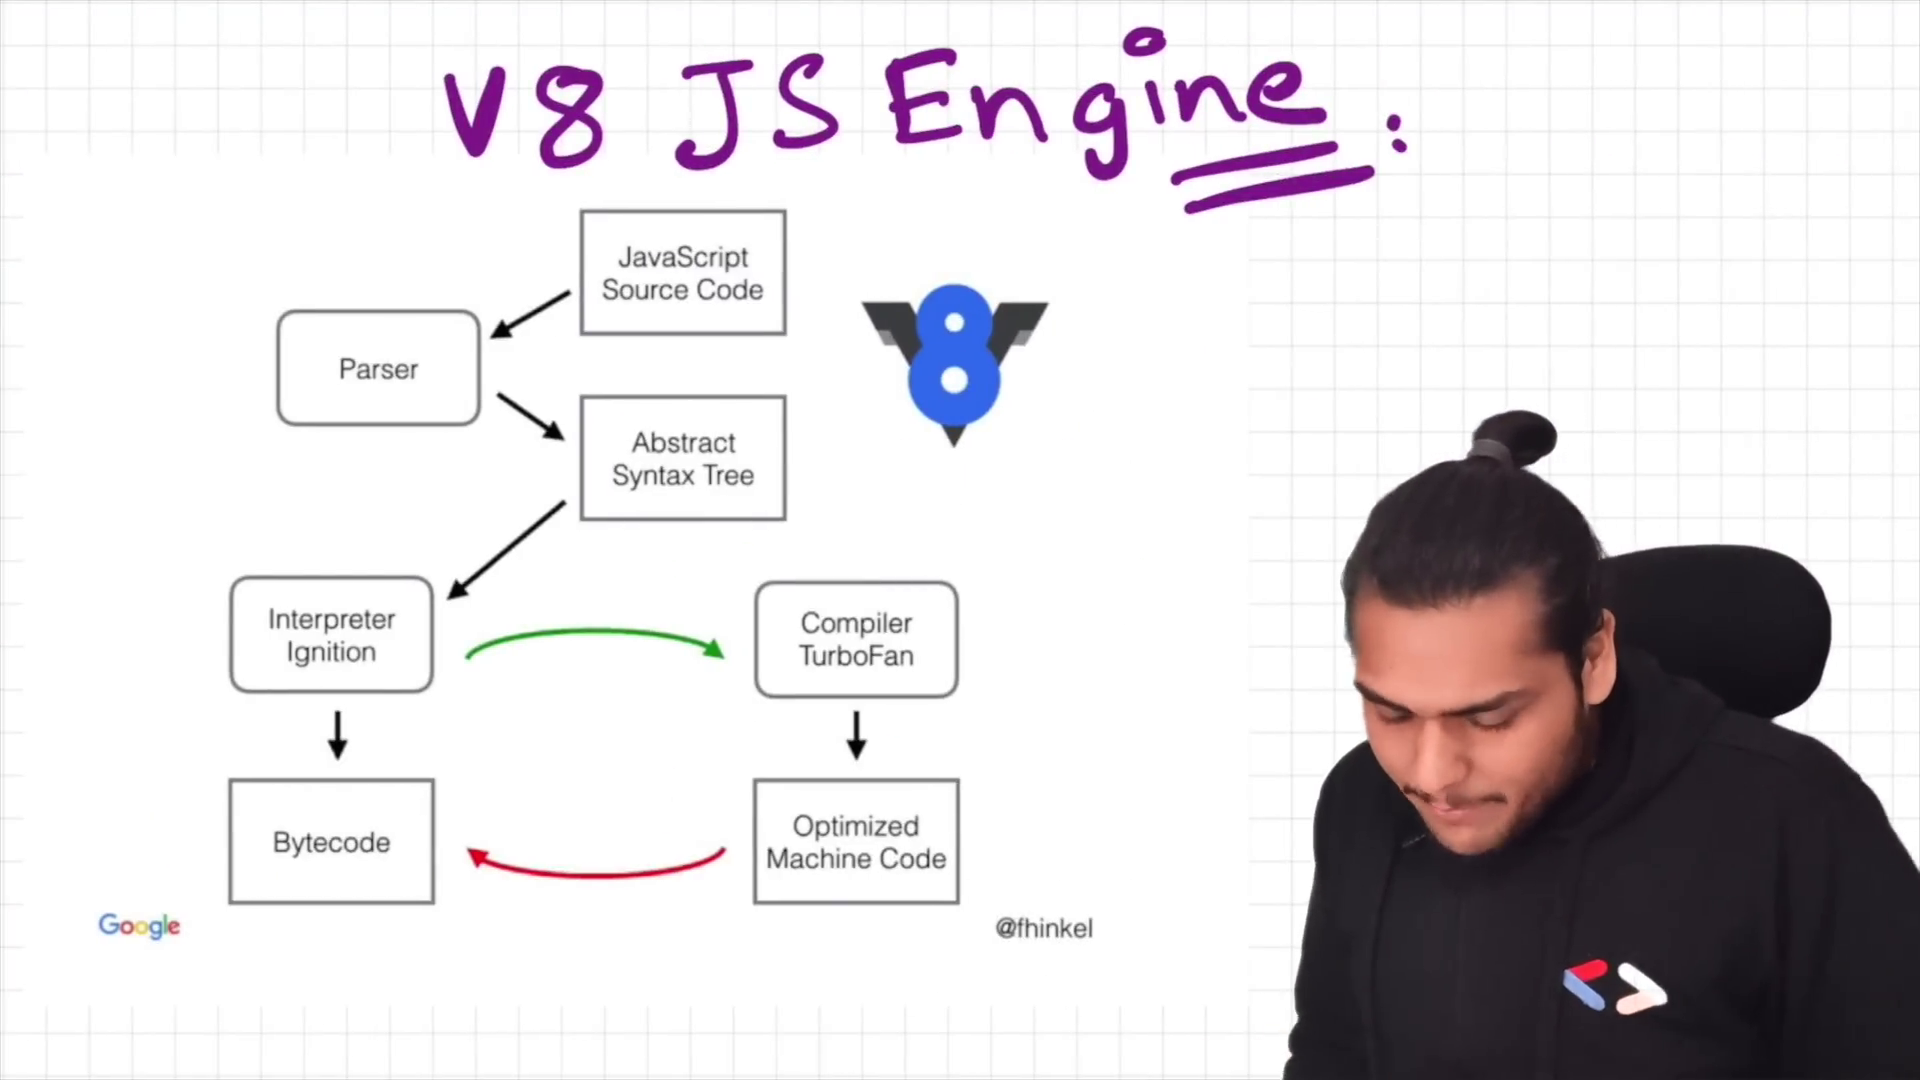 V8 JS Engine :
JavaScript
Source Code
Parser
Abstract
Syntax Tree
Interpreter
Ignition
Compiler
TurboFan
Bytecode
Optimized
Machine Code
Google
@fhinkel